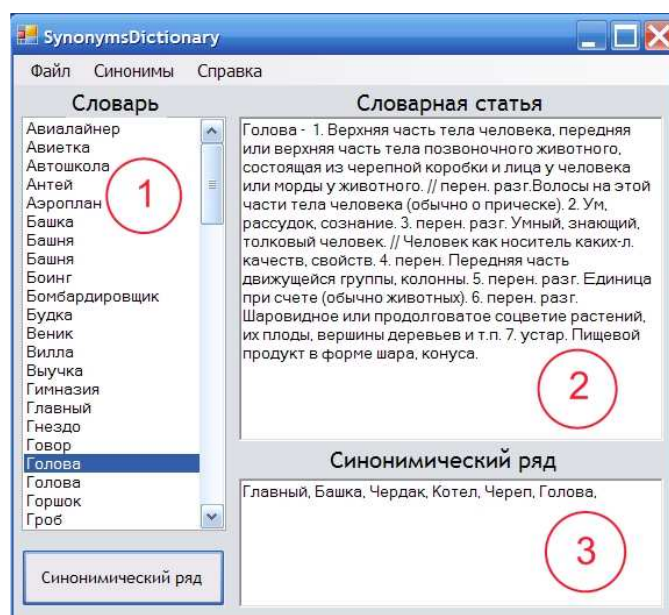 SynonymsDictionary
Файл Синонимы Справка
Словарь
Авиалайнер
Авиетка
Автошкола
Антей
Аэроплан
Башка
Башня
Башня
Боинг
Бомбардировщик
Будка
Веник
Вилла
Выучка
Гимназия
Главный
Гнездо
Говор
Голова
Голова
Горшок
Гроб
1
Синонимический ряд
Словарная статья
Голова - 1. Верхняя часть тела человека, передняя
или верхняя часть тела позвоночного животного,
состоящая из черепной коробки и лица у человека
или морды у животного. // перен. разг.Волосы на этой
части тела человека (обычно о прическе). 2. Ум,
рассудок, сознание. 3. перен. разг. Умный, знающий,
толковый человек. // Человек как носитель каких-л.
качеств, свойств. 4. перен. Передняя часть
движущейся группы, колонны. 5. перен. разг. Единица
при счете (обычно животных). 6. перен. разг.
Шаровидное или продолговатое соцветие растений,
их плоды, вершины деревьев и т.п. 7. устар. Пищевой
продукт в форме шара, конуса.
2
Синонимический ряд
Главный, Башка, Чердак, Котел, Череп, Голова,
3